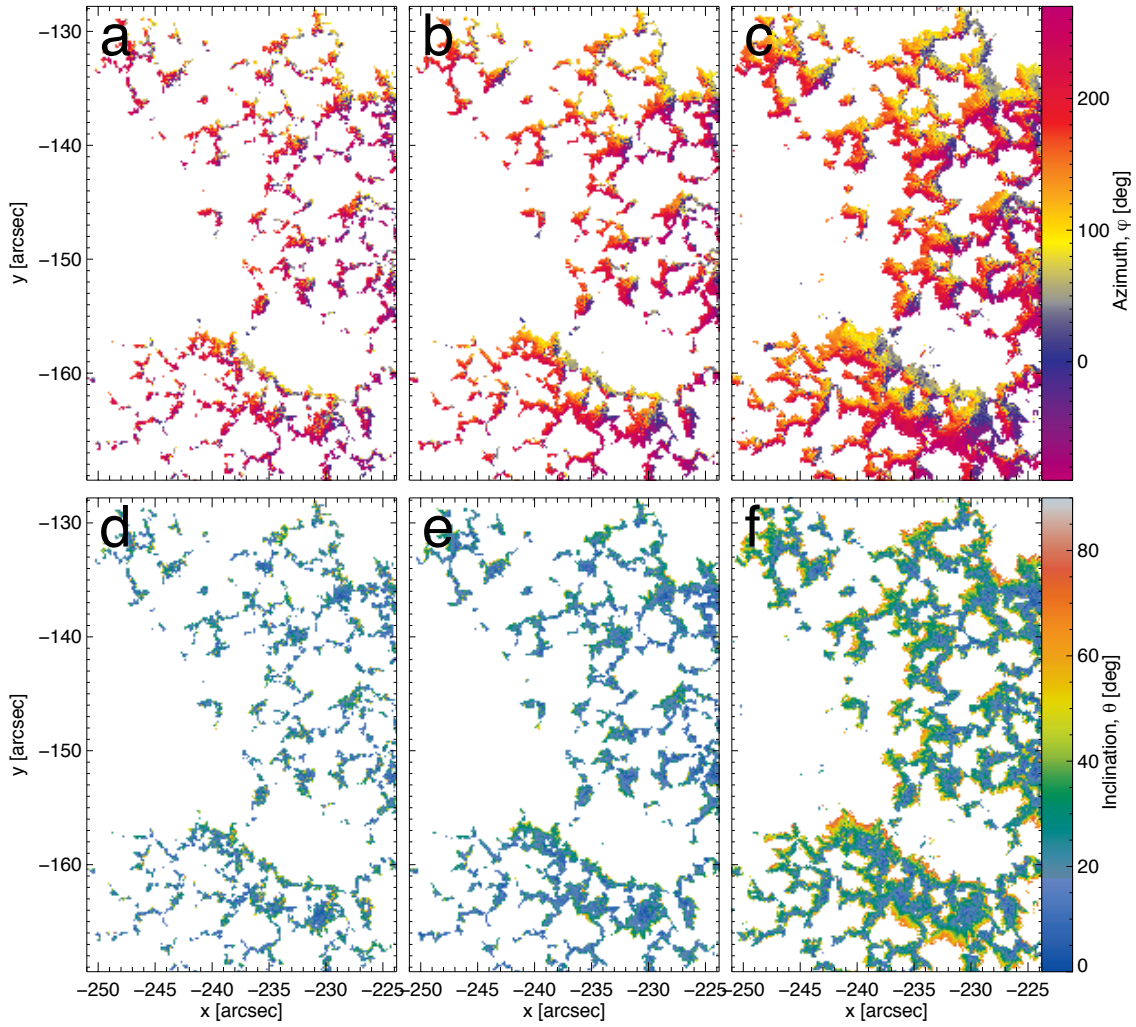 a b c
−130
−140
−150
−160
y [arcsec]
200
100
0
Azimuth, φ [deg]
d e f
−130
−140
−150
−160
y [arcsec]
80
60
40
20
0
Inclination, θ [deg]
−250 −245 −240 −235 −230 −225 −250 −245 −240 −235 −230 −225 −250 −245 −240 −235 −230 −225
x [arcsec] x [arcsec] x [arcsec]